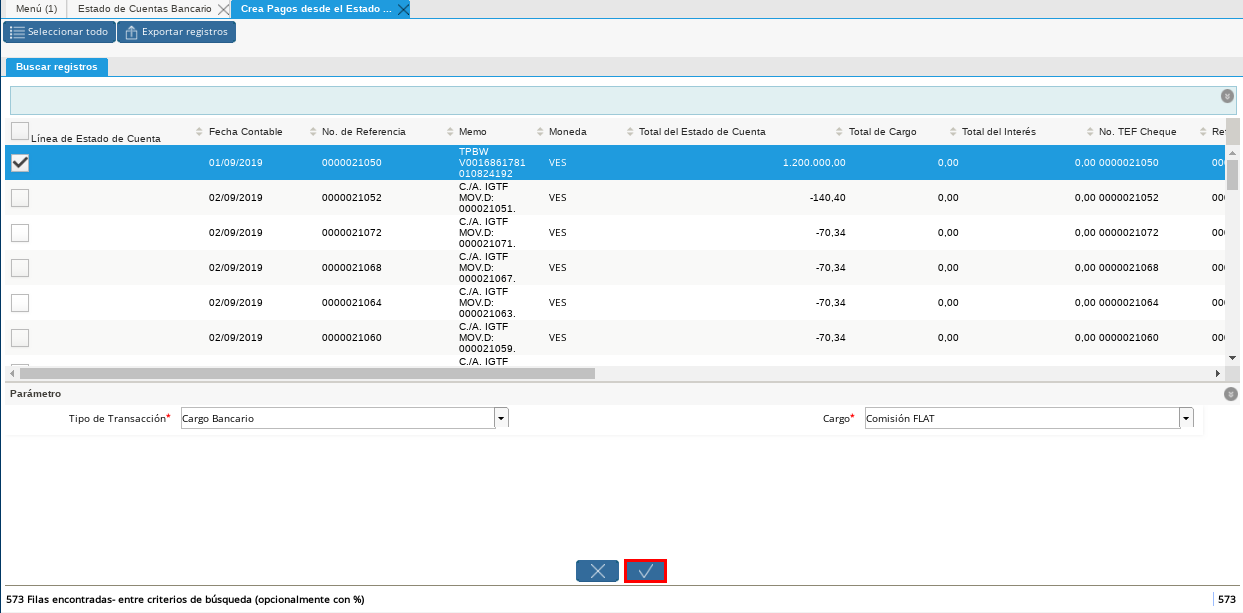 Menú (1) Estado de Cuentas Bancario Crea Pagos desde el Estado ...
Seleccionar todo Exportar registros
Buscar registros
Línea de Estado de Cuenta Fecha Contable No. de Referencia Memo Moneda Total del Estado de Cuenta Total de Cargo Total del Interés No. TEF Cheque
TPBW
01/09/2019 0000021050 V0016861781 VES 1.200.000,00 0,00 0,00 0000021050
010824192
C./A. IGTF
02/09/2019 0000021052 MOV.D: VES -140,40 0,00 0,00 0000021052
000021051.
C./A. IGTF
02/09/2019 0000021072 MOV.D: VES -70,34 0,00 0,00 0000021072
000021071.
C./A. IGTF
02/09/2019 0000021068 MOV.D: VES -70,34 0,00 0,00 0000021068
000021067.
C./A. IGTF
02/09/2019 0000021064 MOV.D: VES -70,34 0,00 0,00 0000021064
000021063.
C./A. IGTF
02/09/2019 0000021060 MOV.D: VES -70,34 0,00 0,00 0000021060
000021059.
C./A. IGTF
Parámetro
Tipo de Transacción* Cargo Bancario Cargo* Comisión FLAT
573 Filas encontradas- entre criterios de búsqueda (opcionalmente con %) 573